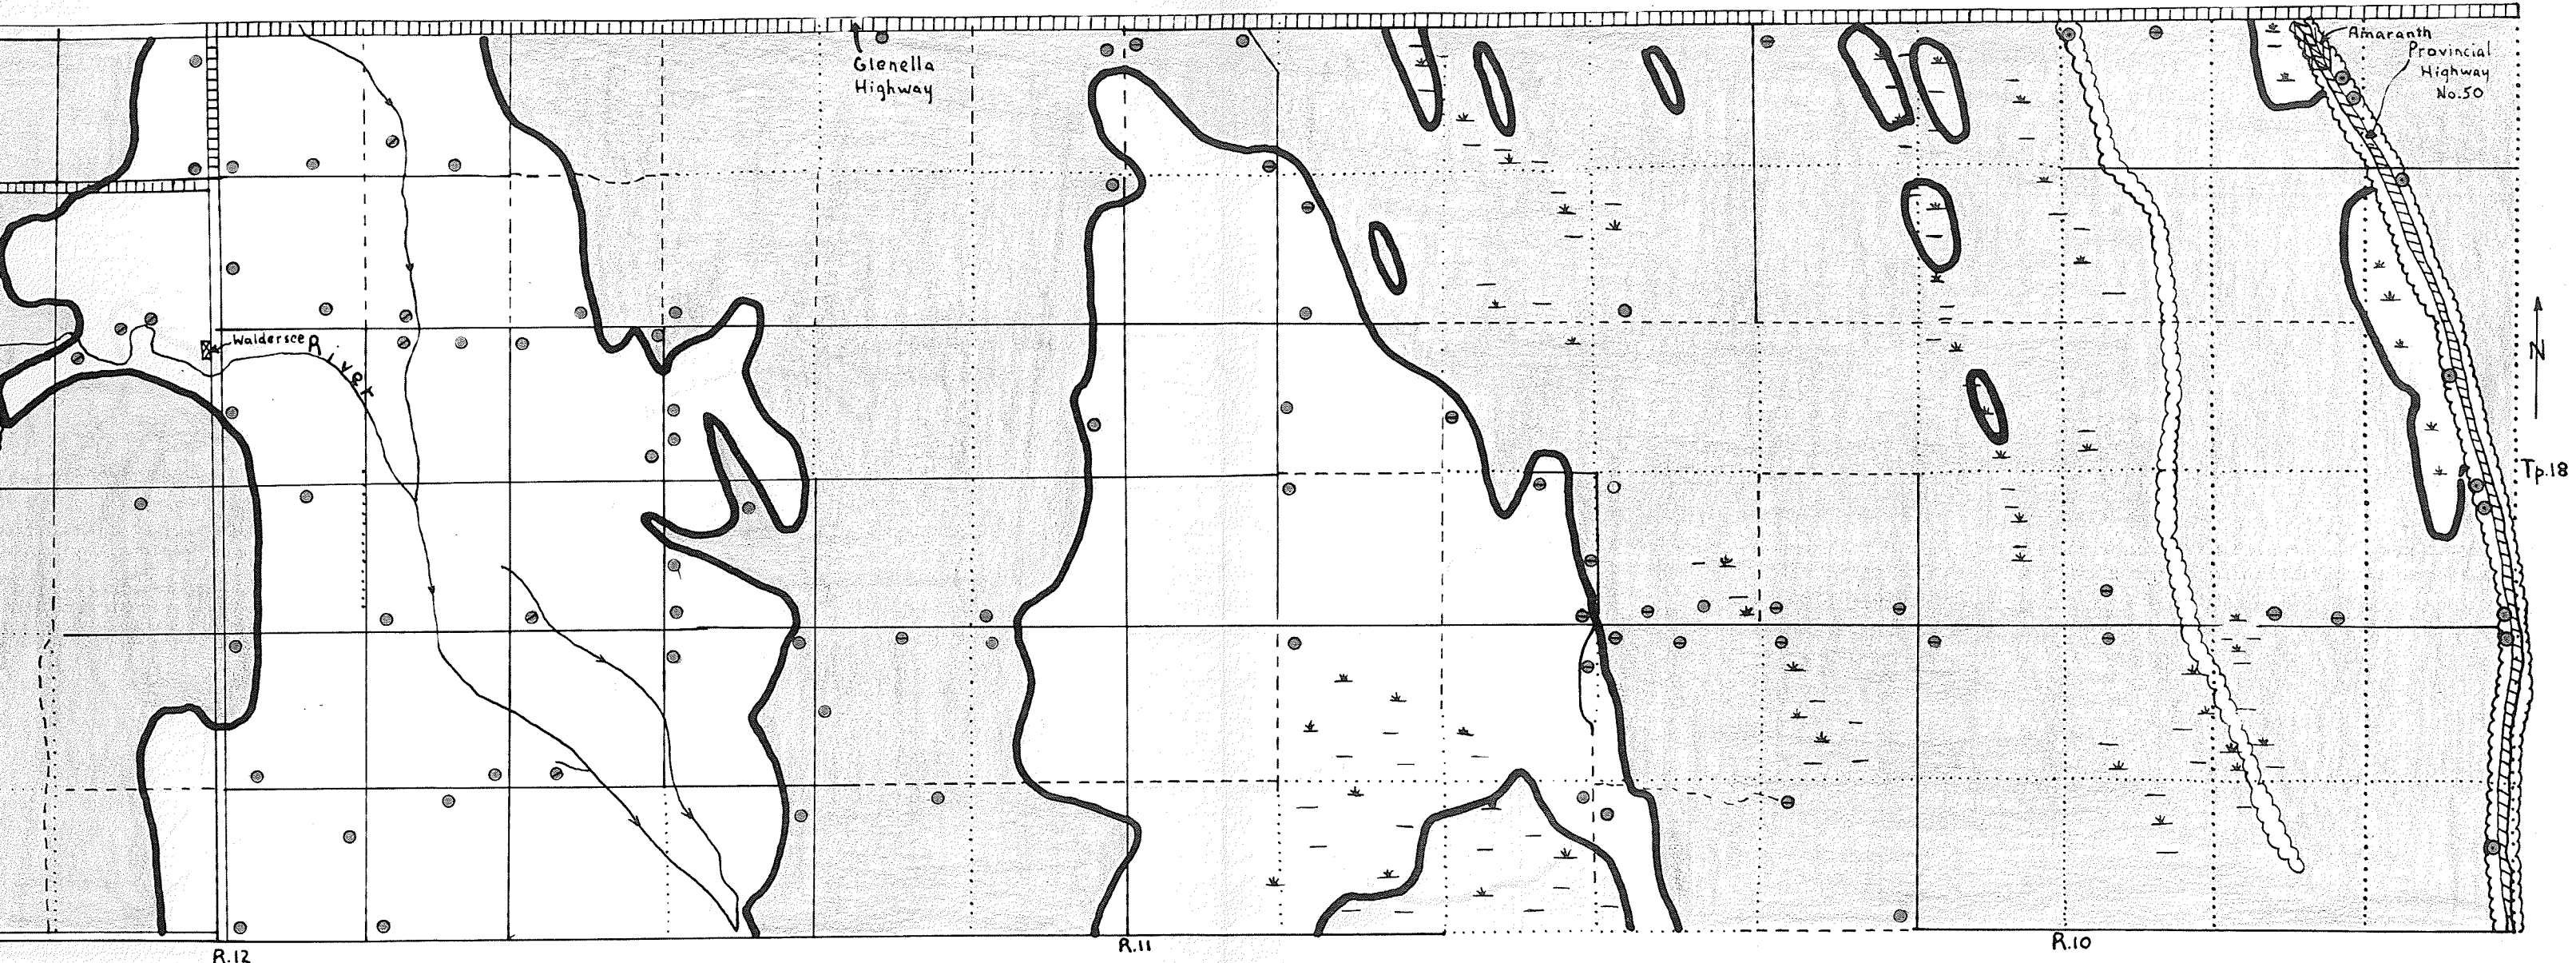 Glenella
Highway
Amaranth
Provincial
Highway
No.50
N
Waldersee
River
Tp.18
R.12
R.11
R.10